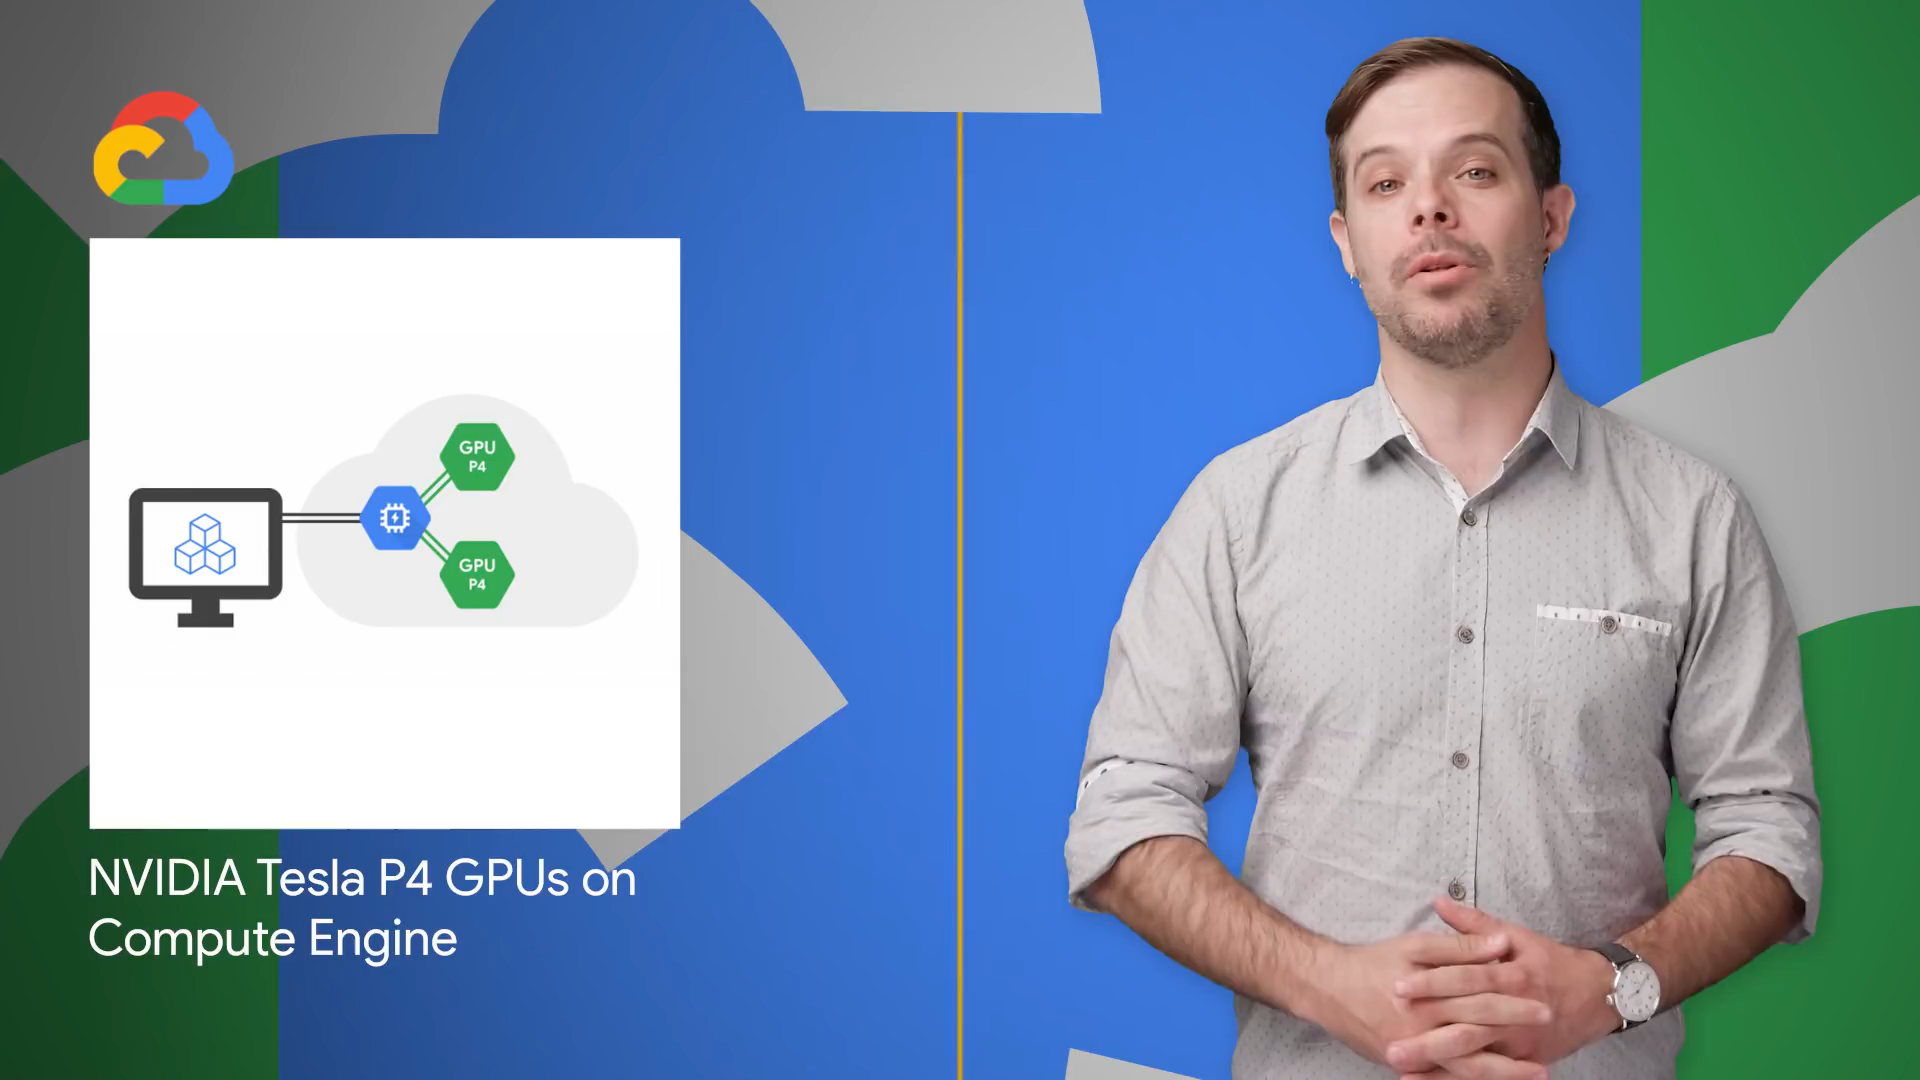 GPU
P4
GPU
P4
NVIDIA Tesla P4 GPUs on
Compute Engine